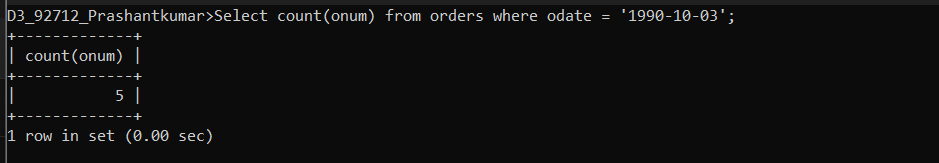 D3_92712_Prashantkumar>Select count(onum) from orders where odate = '1990-10-03';
+-------------+
| count(onum) |
+-------------+
|           5 |
+-------------+
1 row in set (0.00 sec)